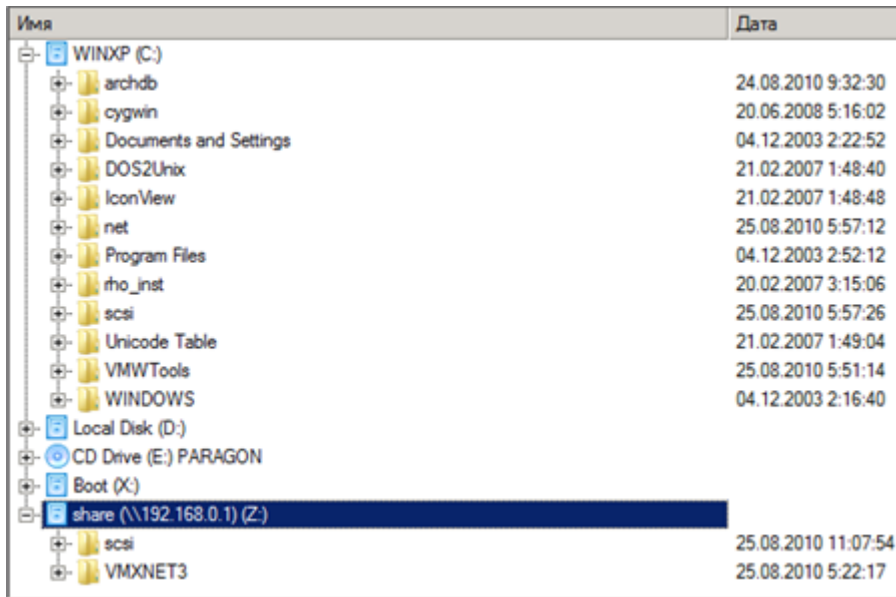 Имя Дата
WINXP (C:)
archdb 24.08.2010 9:32:30
cygwin 20.06.2008 5:16:02
Documents and Settings 04.12.2003 2:22:52
DOS2Unix 21.02.2007 1:48:40
IconView 21.02.2007 1:48:48
net 25.08.2010 5:57:12
Program Files 04.12.2003 2:52:12
rho_inst 20.02.2007 3:15:06
scsi 25.08.2010 5:57:26
Unicode Table 21.02.2007 1:49:04
VMWTools 25.08.2010 5:51:14
WINDOWS 04.12.2003 2:16:40
Local Disk (D:)
CD Drive (E:) PARAGON
Boot (X:)
share (\\192.168.0.1) (Z:)
scsi 25.08.2010 11:07:54
VMXNET3 25.08.2010 5:22:17